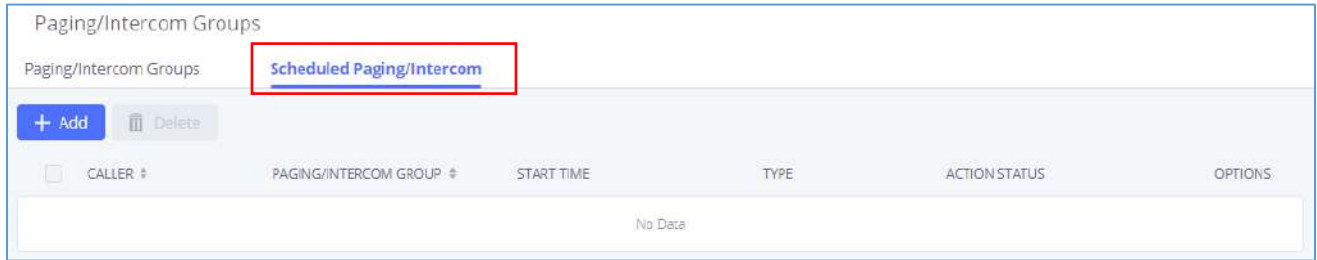 Paging/Intercom Groups
Paging/Intercom Groups Scheduled Paging/Intercom
+ Add Delete
CALLER PAGING/INTERCOM GROUP START TIME TYPE ACTION STATUS OPTIONS
No Data